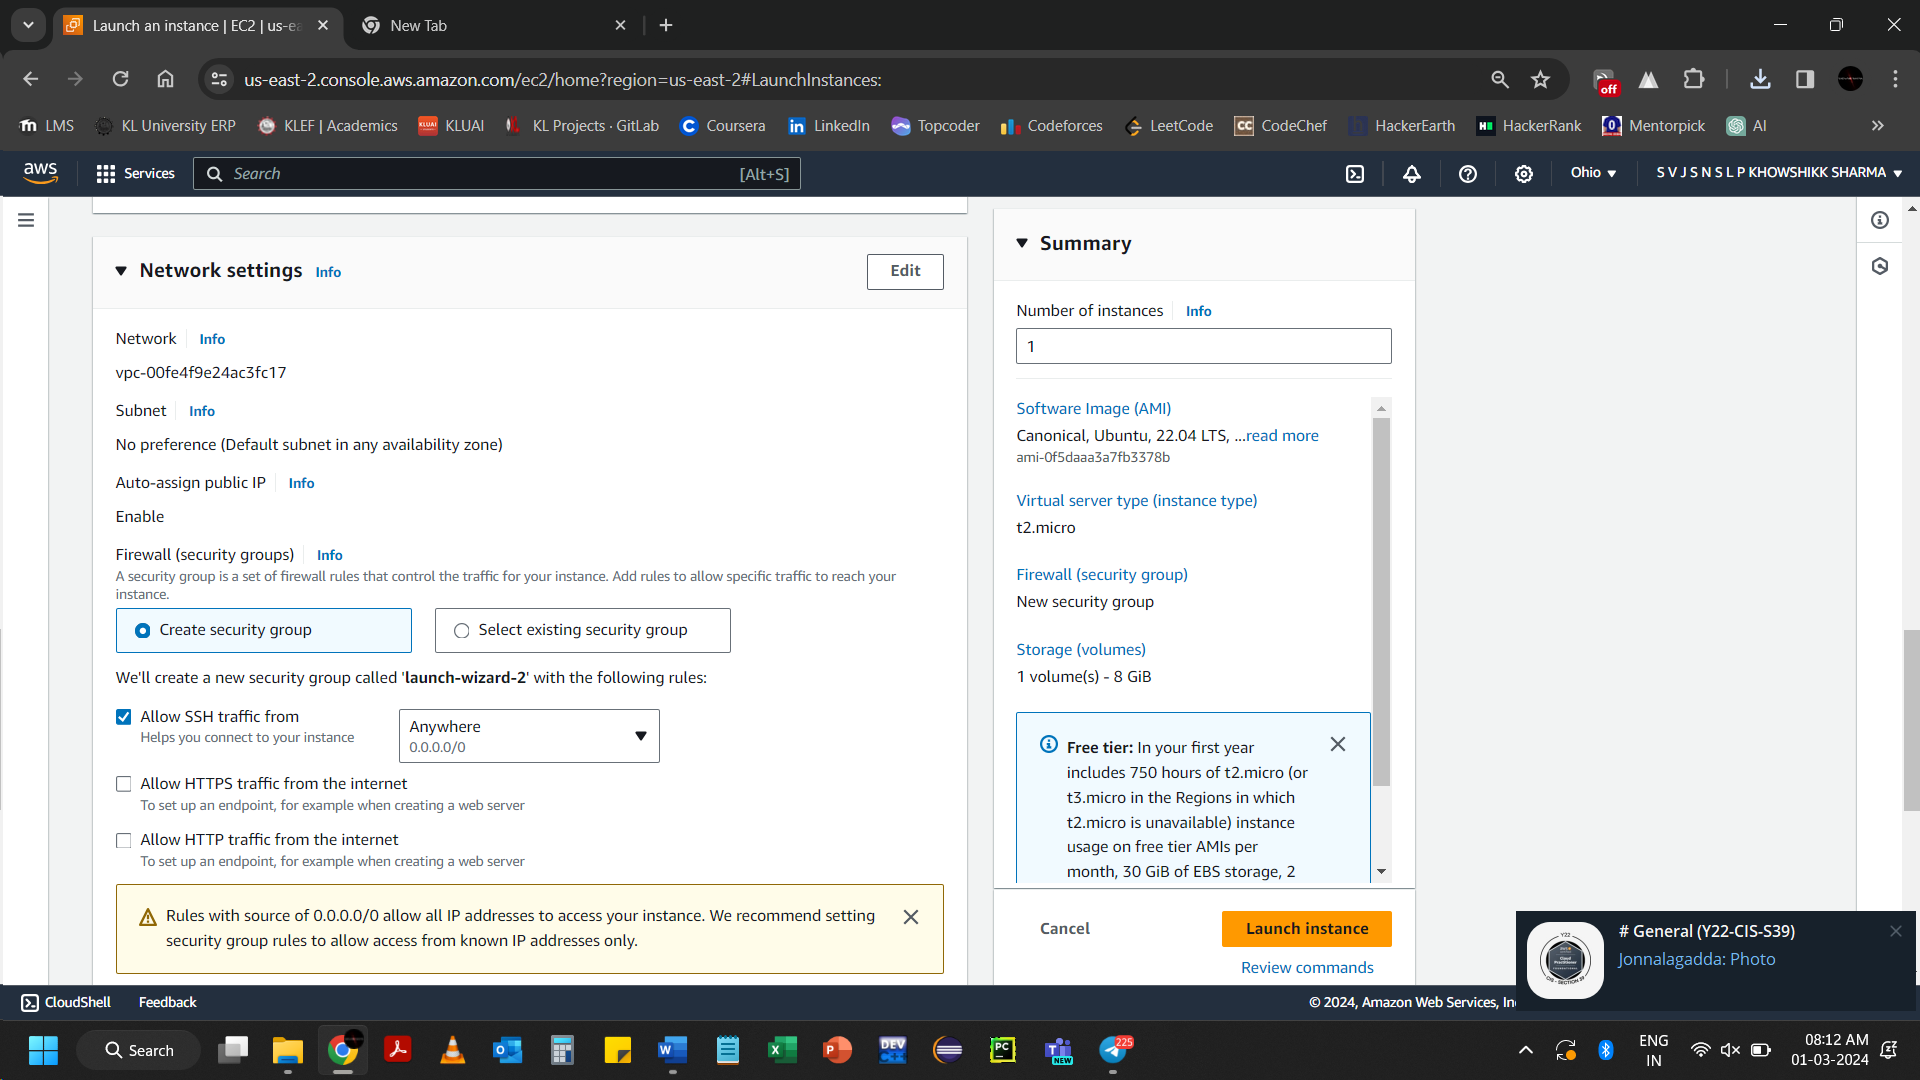 Launch an instance | EC2 | us-ea
New Tab
us-east-2.console.aws.amazon.com/ec2/home?region=us-east-2#LaunchInstances:
off
LMS
KL University ERP
KLEF | Academics
KLUAI
KL Projects · GitLab
Coursera
LinkedIn
Topcoder
Codeforces
LeetCode
CodeChef
HackerEarth
HackerRank
Mentorpick
AI
aws
Services
Search
[Alt+S]
Ohio
S V J S N S L P KHOWSHIKK SHARMA
Network settings Info
Edit
Network Info
vpc-00fe4f9e24ac3fc17
Subnet Info
No preference (Default subnet in any availability zone)
Auto-assign public IP Info
Enable
Firewall (security groups) Info
A security group is a set of firewall rules that control the traffic for your instance. Add rules to allow specific traffic to reach your
instance.
Create security group
Select existing security group
We'll create a new security group called 'launch-wizard-2' with the following rules:
Allow SSH traffic from
Helps you connect to your instance
Anywhere
0.0.0.0/0
Allow HTTPS traffic from the internet
To set up an endpoint, for example when creating a web server
Allow HTTP traffic from the internet
To set up an endpoint, for example when creating a web server
Rules with source of 0.0.0.0/0 allow all IP addresses to access your instance. We recommend setting
security group rules to allow access from known IP addresses only.
Summary
Number of instances Info
1
Software Image (AMI)
Canonical, Ubuntu, 22.04 LTS, ...read more
ami-0f5daaa3a7fb3378b
Virtual server type (instance type)
t2.micro
Firewall (security group)
New security group
Storage (volumes)
1 volume(s) - 8 GiB
Free tier: In your first year
includes 750 hours of t2.micro (or
t3.micro in the Regions in which
t2.micro is unavailable) instance
usage on free tier AMIs per
month, 30 GiB of EBS storage, 2
Cancel
Launch instance
Review commands
# General (Y22-CIS-S39)
Jonnalagadda: Photo
CloudShell
Feedback
© 2024, Amazon Web Services, In
Search
DEV
PC
NEW
225
ENG
IN
08:12 AM
01-03-2024